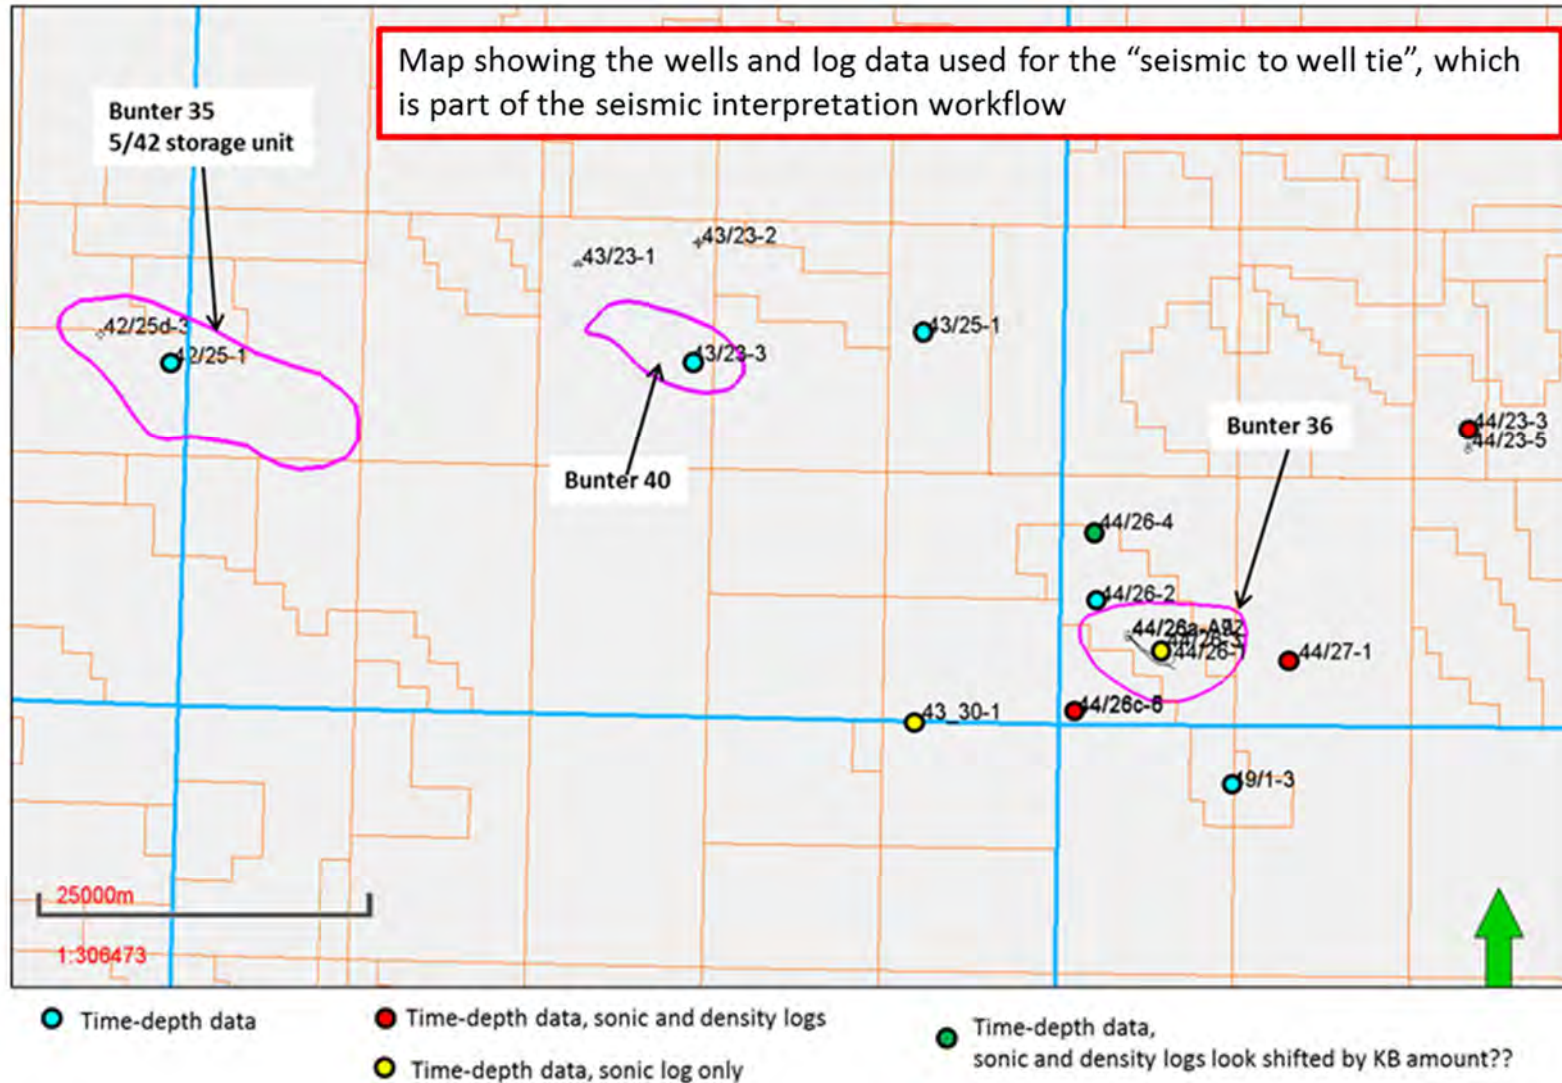 Map showing the wells and log data used for the “seismic to well tie”, which
is part of the seismic interpretation workflow
Bunter 35
5/42 storage unit
43/23-2
43/23-1
42/25d-3
42/25-1
43/23-3
43/25-1
Bunter 40
Bunter 36
44/23-3
44/23-5
44/26-4
44/26-2
44/26-1
44/27-1
43_30-1
49/1-3
25000m
1:306473
Time-depth data
Time-depth data, sonic and density logs
Time-depth data, sonic log only
Time-depth data,
sonic and density logs look shifted by KB amount??